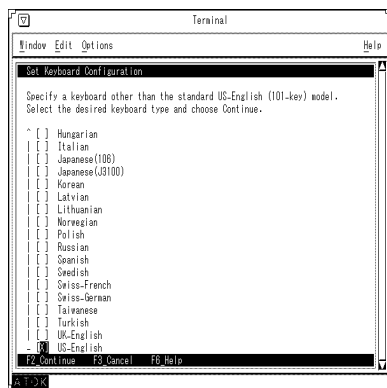 Terminal
Window Edit Options Help
Set Keyboard Configuration
Specify a keyboard other than the standard US-English (101-key) model.
Select the desired keyboard type and choose Continue.
^ [ ] Hungarian
| [ ] Italian
| [ ] Japanese(106)
| [ ] Japanese(J3100)
| [ ] Korean
| [ ] Latvian
| [ ] Lithuanian
| [ ] Norwegian
| [ ] Polish
| [ ] Russian
| [ ] Spanish
| [ ] Swedish
| [ ] Swiss-French
| [ ] Swiss-German
| [ ] Taiwanese
| [ ] Turkish
| [ ] UK-English
- [X] US-English
F2_Continue F3_Cancel F6_Help
ATOK